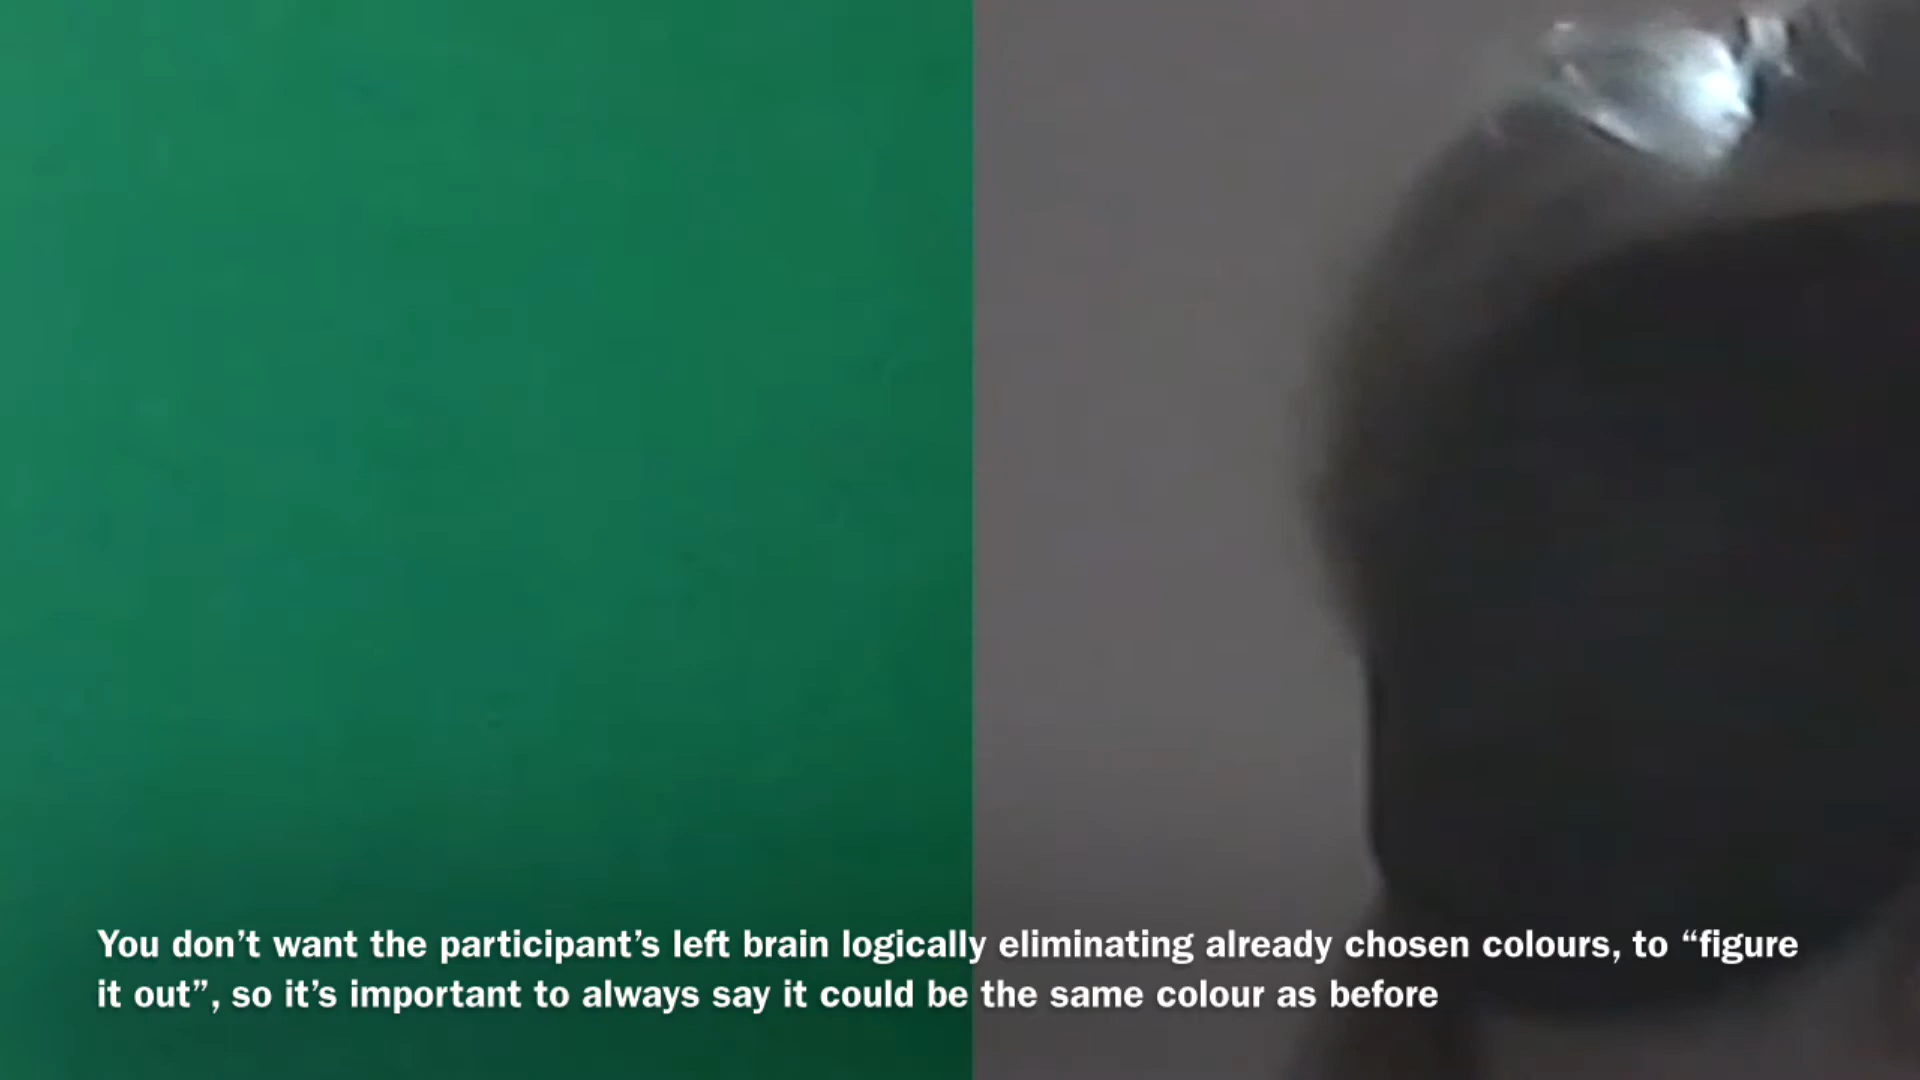 You don’t want the participant’s left brain logically eliminating already chosen colours, to “figure
it out”, so it’s important to always say it could be the same colour as before